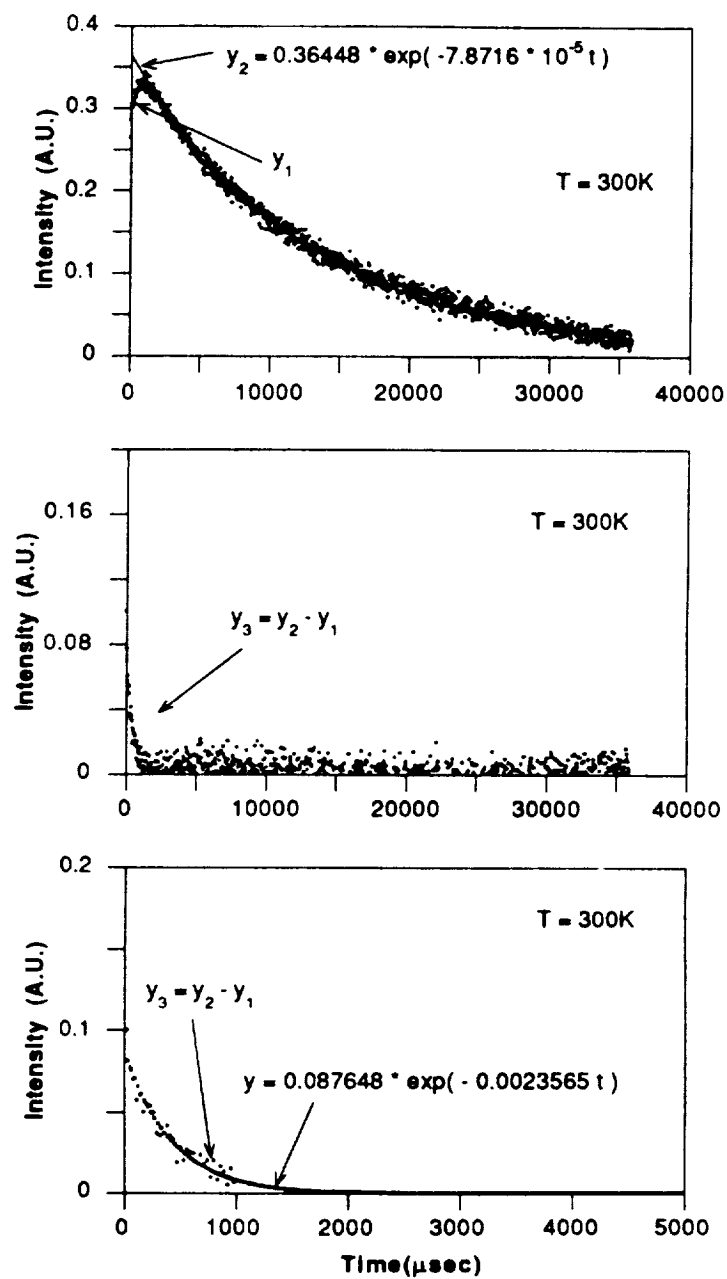 0.4
y₂ = 0.36448 * exp( -7.8716 * 10⁻⁵ t )
0.3
y₁
T = 300K
0.2
Intensity (A.U.)
0.1
0
0 10000 20000 30000 40000
0.16
T = 300K
Intensity (A.U.)
y₃ = y₂ - y₁
0.08
0
0 10000 20000 30000 40000
0.2
T = 300K
Intensity (A.U.)
y₃ = y₂ - y₁
0.1
y = 0.087648 * exp( - 0.0023565 t )
0
0 1000 2000 3000 4000 5000
Time(μsec)